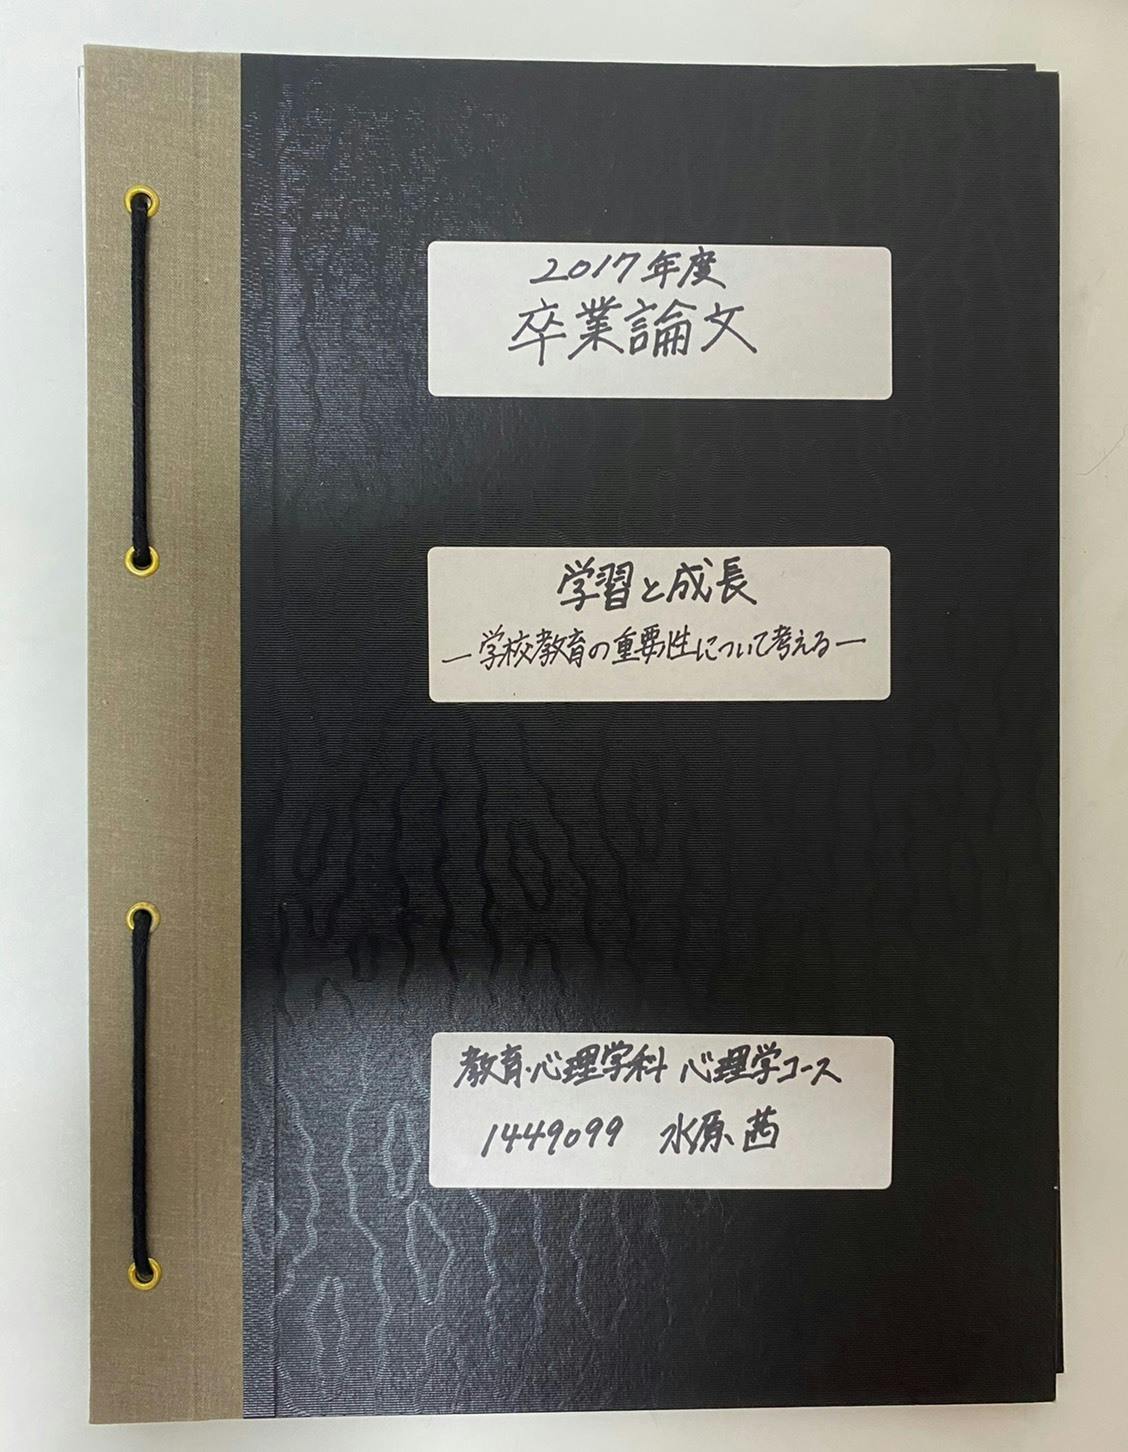 2017年度
卒業論文
学習と成長
―学校教育の重要性について考える―
教育・心理学科 心理学コース
1449099 水原 茜